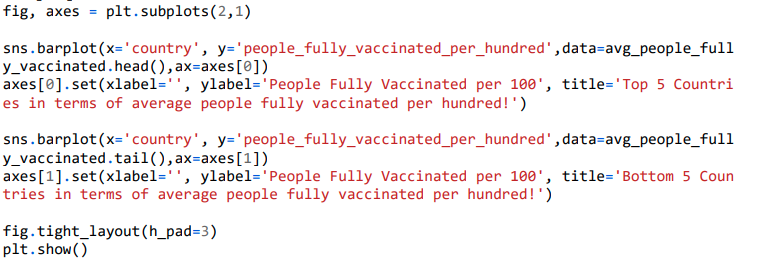 fig, axes = plt.subplots(2,1)
sns.barplot(x='country', y='people_fully_vaccinated_per_hundred',data=avg_people_full
y_vaccinated.head(),ax=axes[0])
axes[0].set(xlabel='', ylabel='People Fully Vaccinated per 100', title='Top 5 Countri
es in terms of average people fully vaccinated per hundred!')
sns.barplot(x='country', y='people_fully_vaccinated_per_hundred',data=avg_people_full
y_vaccinated.tail(),ax=axes[1])
axes[1].set(xlabel='', ylabel='People Fully Vaccinated per 100', title='Bottom 5 Coun
tries in terms of average people fully vaccinated per hundred!')
fig.tight_layout(h_pad=3)
plt.show()